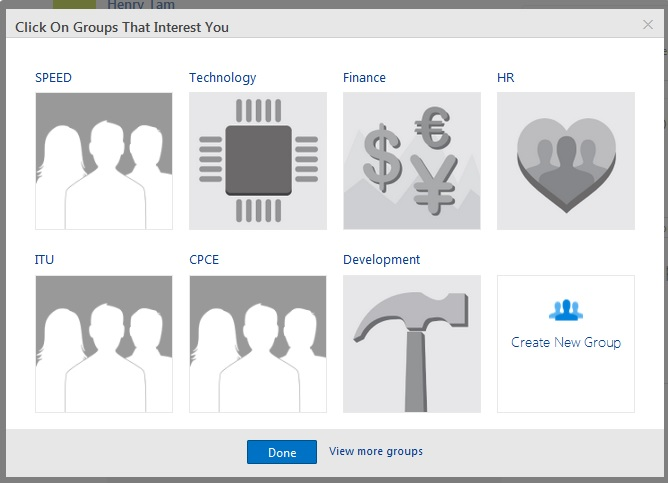 Henry Tam
Click On Groups That Interest You
SPEED
Technology
Finance
HR
ITU
CPCE
Development
Create New Group
Done
View more groups